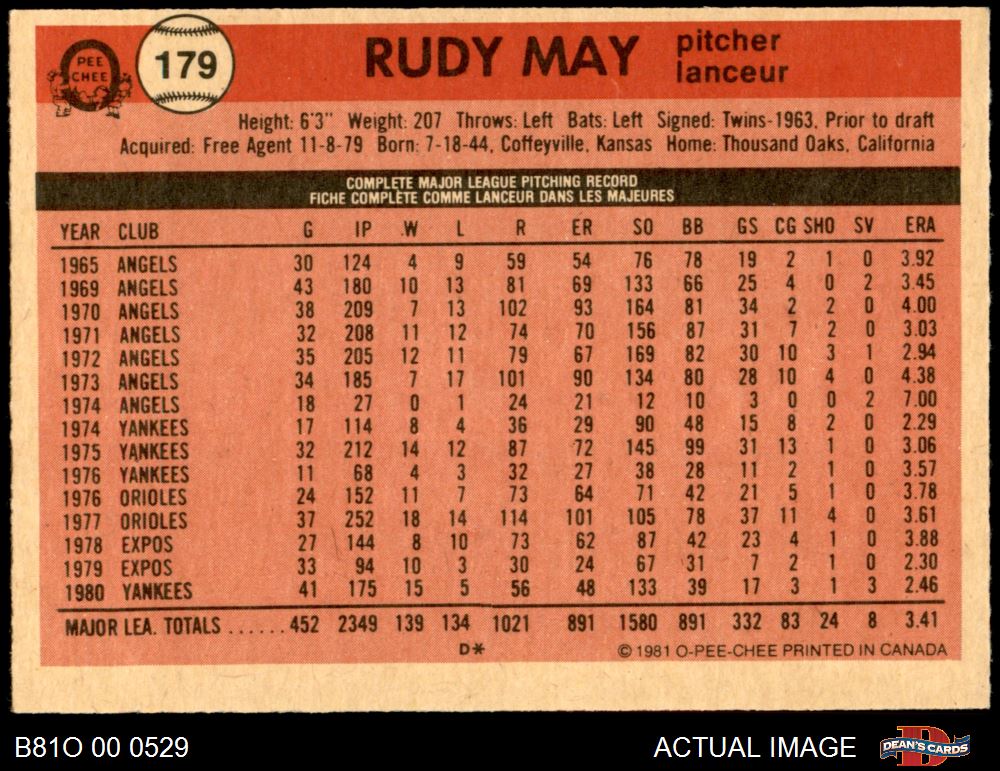 PEE CHEE 179 RUDY MAY pitcher lanceur
Height: 6'3" Weight: 207 Throws: Left Bats: Left Signed: Twins-1963, Prior to draft
Acquired: Free Agent 11-8-79 Born: 7-18-44, Coffeyville, Kansas Home: Thousand Oaks, California
COMPLETE MAJOR LEAGUE PITCHING RECORD
FICHE COMPLÈTE COMME LANCEUR DANS LES MAJEURES
YEAR CLUB G IP W L R ER SO BB GS CG SHO SV ERA
1965 ANGELS 30 124 4 9 59 54 76 78 19 2 1 0 3.92
1969 ANGELS 43 180 10 13 81 69 133 66 25 4 0 2 3.45
1970 ANGELS 38 209 7 13 102 93 164 81 34 2 2 0 4.00
1971 ANGELS 32 208 11 12 74 70 156 87 31 7 2 0 3.03
1972 ANGELS 35 205 12 11 79 67 169 82 30 10 3 1 2.94
1973 ANGELS 34 185 7 17 101 90 134 80 28 10 4 0 4.38
1974 ANGELS 18 27 0 1 24 21 12 10 3 0 0 2 7.00
1974 YANKEES 17 114 8 4 36 29 90 48 15 8 2 0 2.29
1975 YANKEES 32 212 14 12 87 72 145 99 31 13 1 0 3.06
1976 YANKEES 11 68 4 3 32 27 38 28 11 2 1 0 3.57
1976 ORIOLES 24 152 11 7 73 64 71 42 21 5 1 0 3.78
1977 ORIOLES 37 252 18 14 114 101 105 78 37 11 4 0 3.61
1978 EXPOS 27 144 8 10 73 62 87 42 23 4 1 0 3.88
1979 EXPOS 33 94 10 3 30 24 67 31 7 2 1 0 2.30
1980 YANKEES 41 175 15 5 56 48 133 39 17 3 1 3 2.46
MAJOR LEA. TOTALS ......452 2349 139 134 1021 891 1580 891 332 83 24 8 3.41
D* © 1981 O-PEE-CHEE PRINTED IN CANADA
B81O 00 0529 ACTUAL IMAGE DEAN'S CARDS